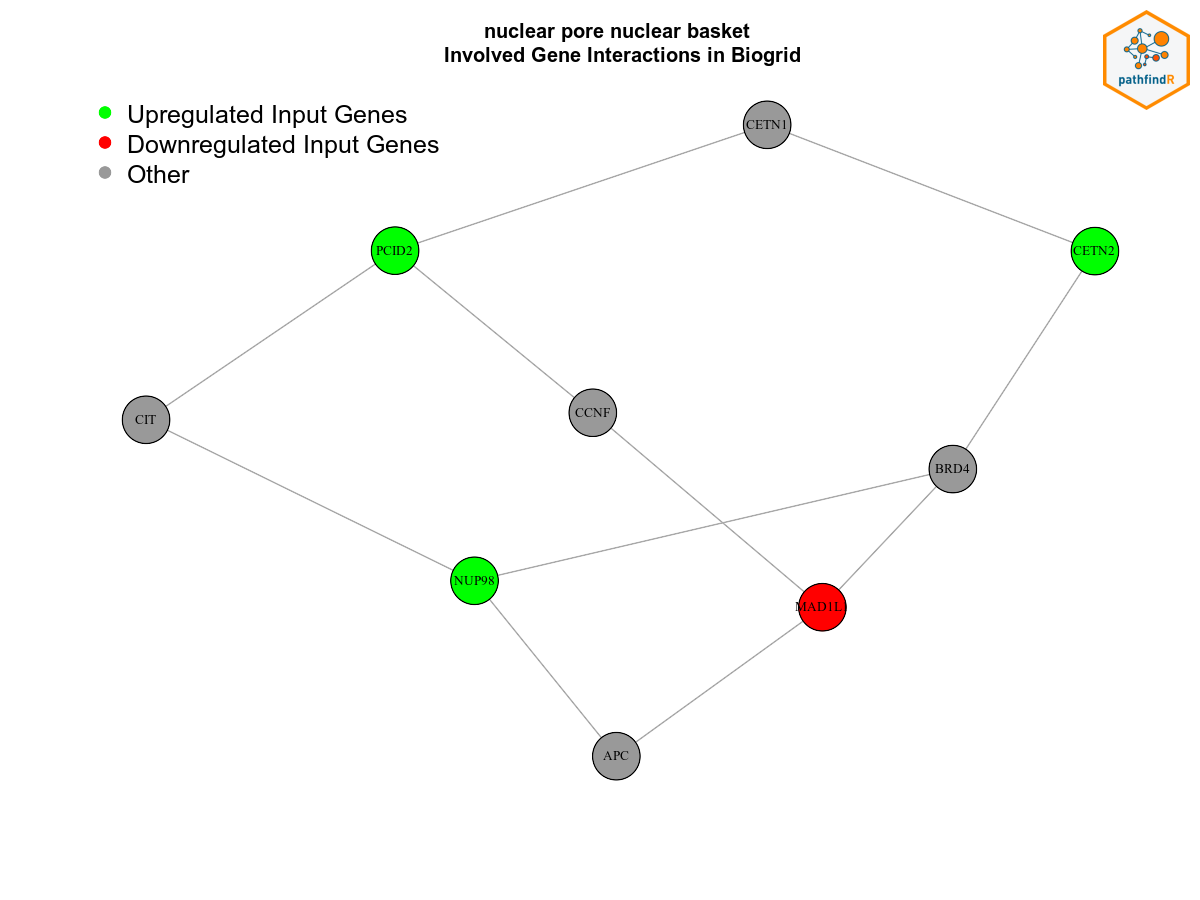 nuclear pore nuclear basket
Involved Gene Interactions in Biogrid
pathfindR
Upregulated Input Genes
Downregulated Input Genes
Other
CETN1
PCID2
CETN2
CIT
CCNF
BRD4
NUP98
MAD1L
APC